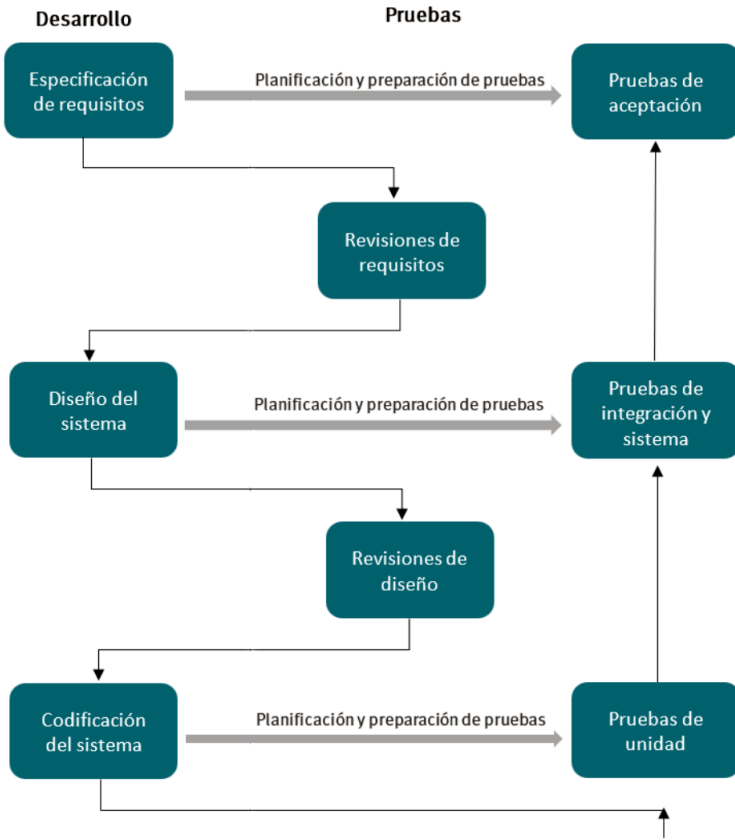 Desarrollo
Pruebas
Especificación
de requisitos
Planificación y preparación de pruebas
Pruebas de
aceptación
Revisiones de
requisitos
Diseño del
sistema
Planificación y preparación de pruebas
Pruebas de
integración y
sistema
Revisiones de
diseño
Codificación
del sistema
Planificación y preparación de pruebas
Pruebas de
unidad